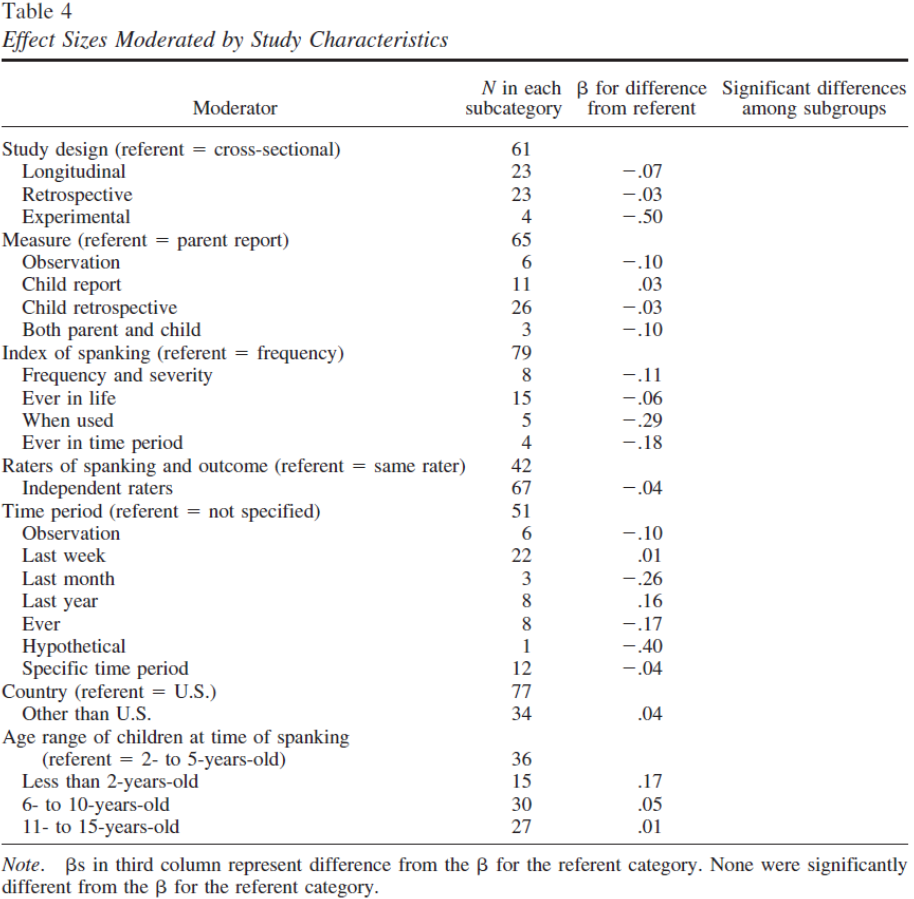 Table 4
Effect Sizes Moderated by Study Characteristics
Moderator N in each subcategory β for difference from referent Significant differences among subgroups
Study design (referent = cross-sectional) 61
Longitudinal 23 −.07
Retrospective 23 −.03
Experimental 4 −.50
Measure (referent = parent report) 65
Observation 6 −.10
Child report 11 .03
Child retrospective 26 −.03
Both parent and child 3 −.10
Index of spanking (referent = frequency) 79
Frequency and severity 8 −.11
Ever in life 15 −.06
When used 5 −.29
Ever in time period 4 −.18
Raters of spanking and outcome (referent = same rater) 42
Independent raters 67 −.04
Time period (referent = not specified) 51
Observation 6 −.10
Last week 22 .01
Last month 3 −.26
Last year 8 .16
Ever 8 −.17
Hypothetical 1 −.40
Specific time period 12 −.04
Country (referent = U.S.) 77
Other than U.S. 34 .04
Age range of children at time of spanking
(referent = 2- to 5-years-old) 36
Less than 2-years-old 15 .17
6- to 10-years-old 30 .05
11- to 15-years-old 27 .01
Note. βs in third column represent difference from the β for the referent category. None were significantly
different from the β for the referent category.